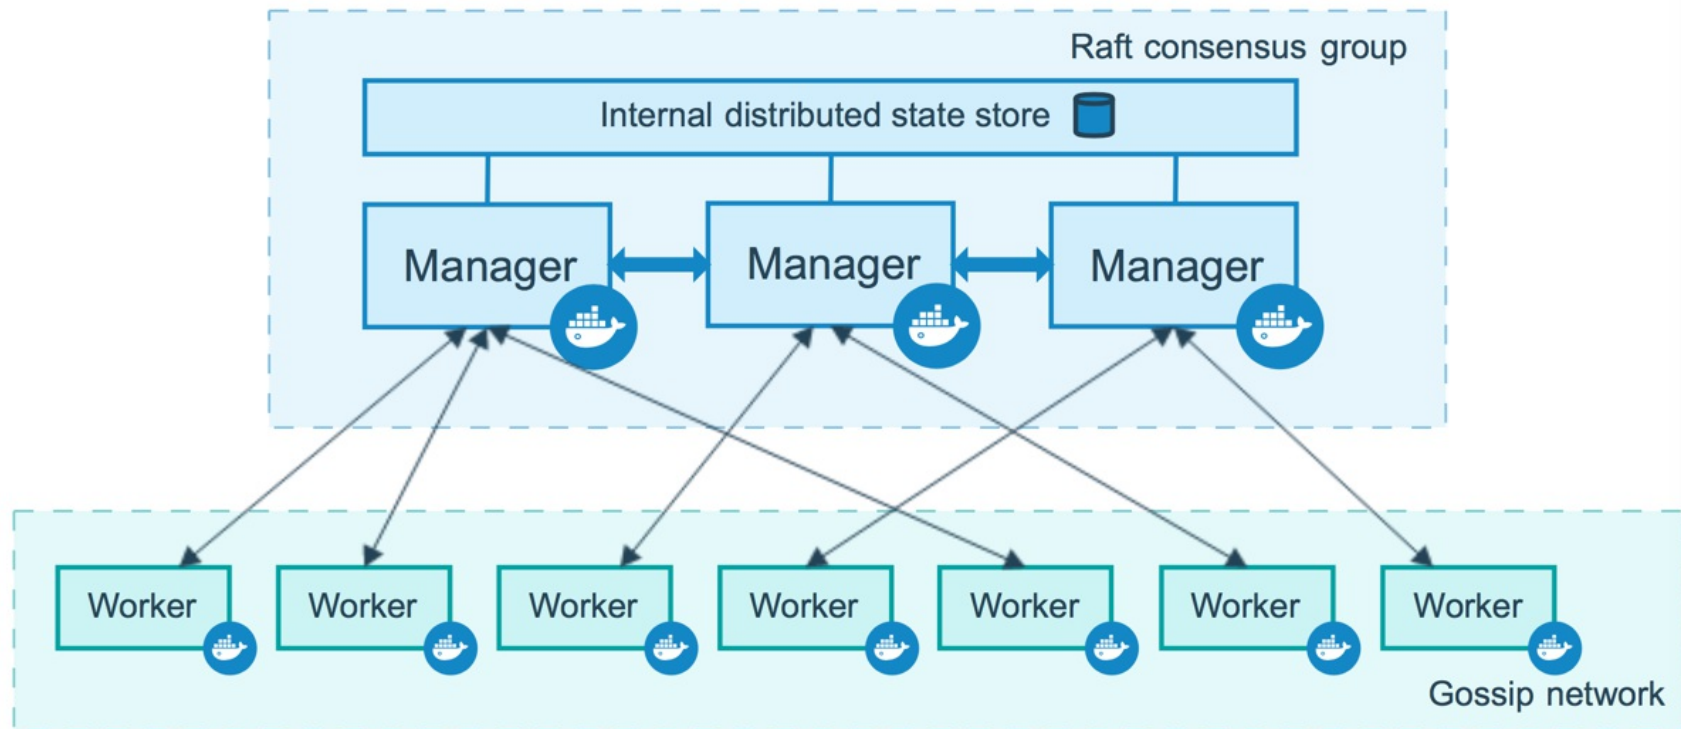 Raft consensus group
Internal distributed state store
Manager
Manager
Manager
Worker
Worker
Worker
Worker
Worker
Worker
Worker
Gossip network